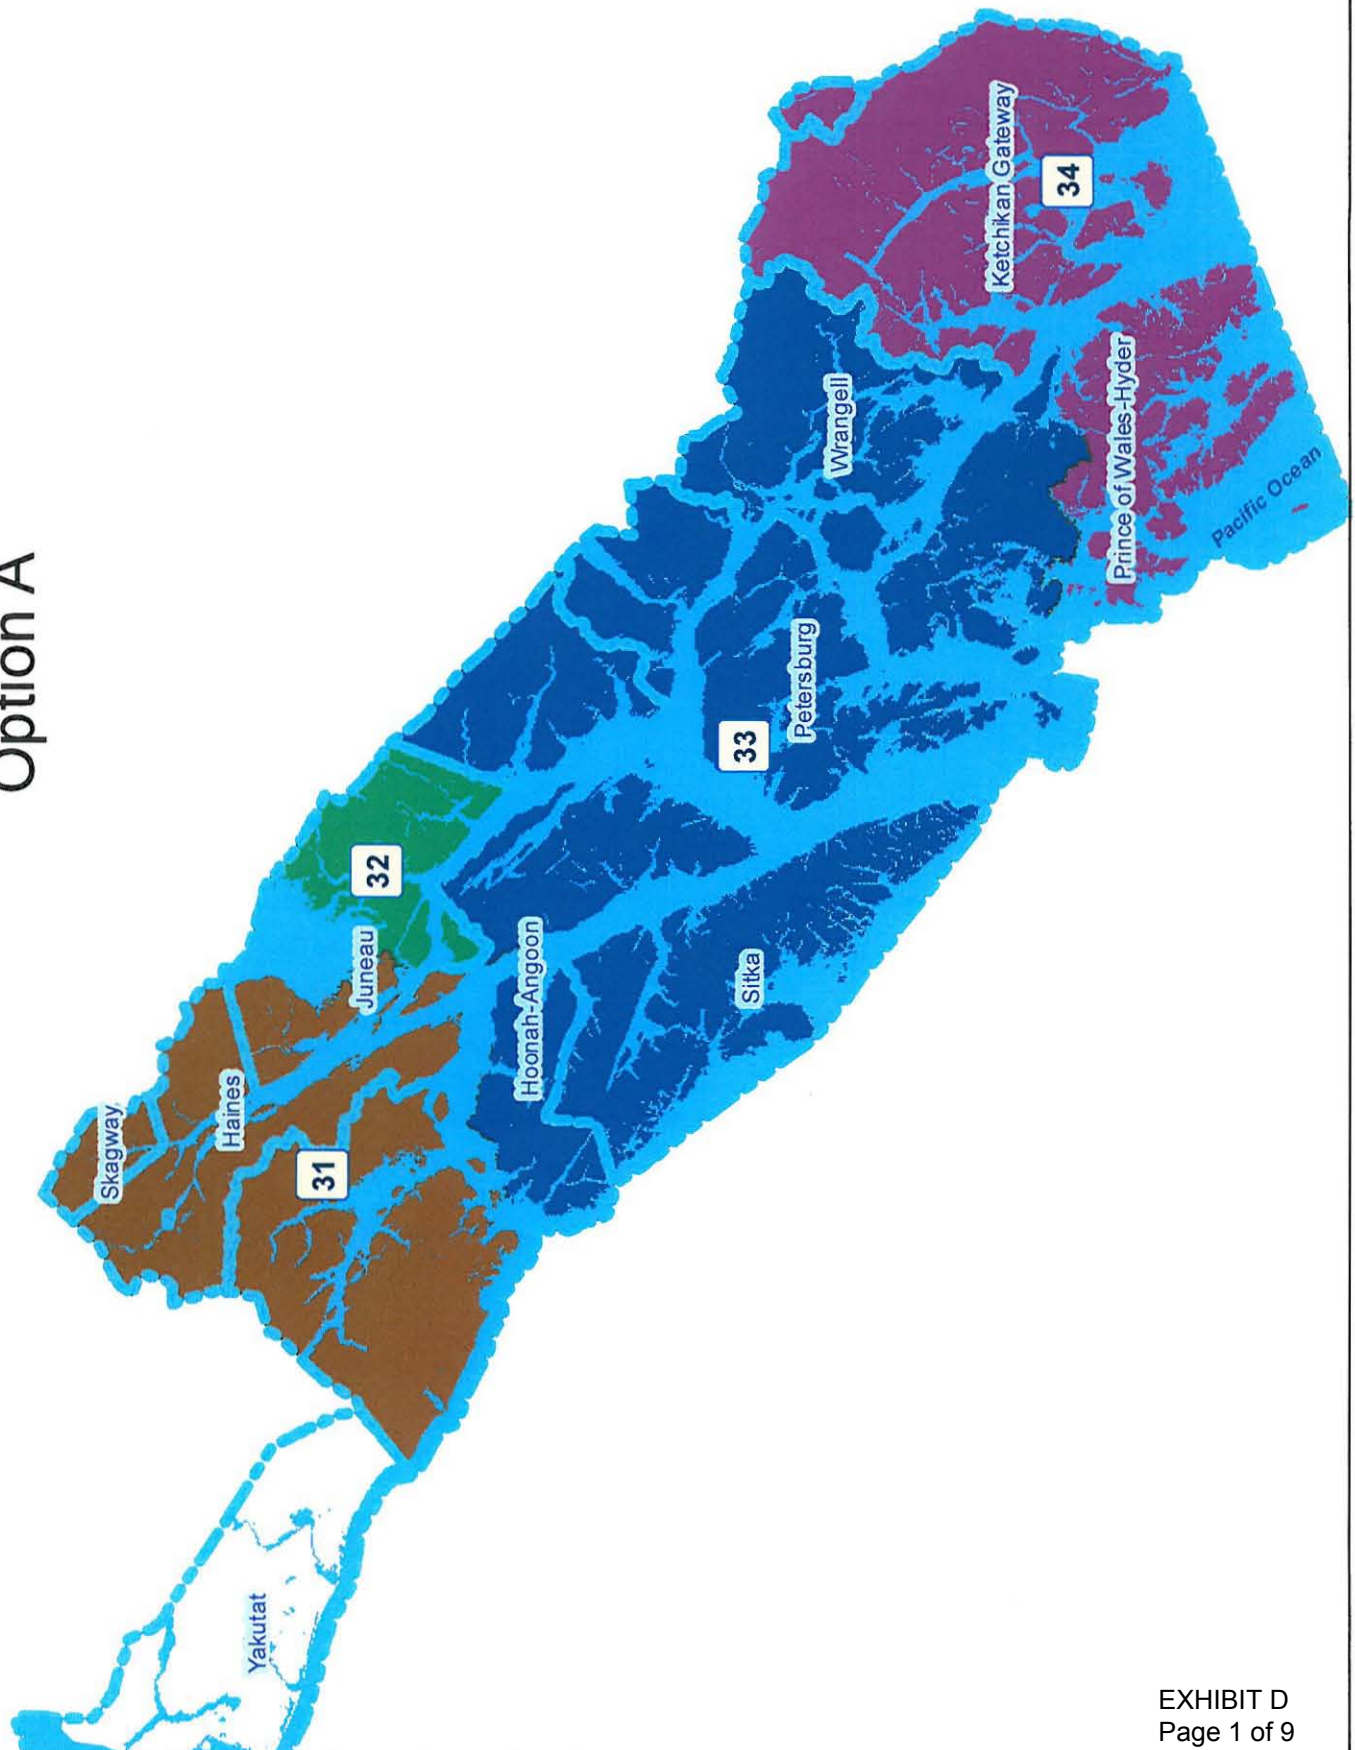 Option A
Skagway
Haines
31
Juneau
32
Yakutat
Hoonah-Angoon
Sitka
33
Petersburg
Wrangell
Ketchikan Gateway
34
Prince of Wales-Hyder
Pacific Ocean
EXHIBIT D
Page 1 of 9